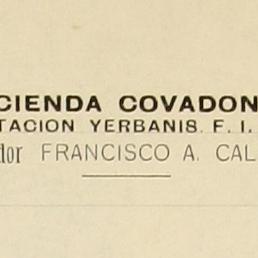 CIENDA COVADON
TACION YERBANIS. F. I.
dor FRANCISCO A. CAL